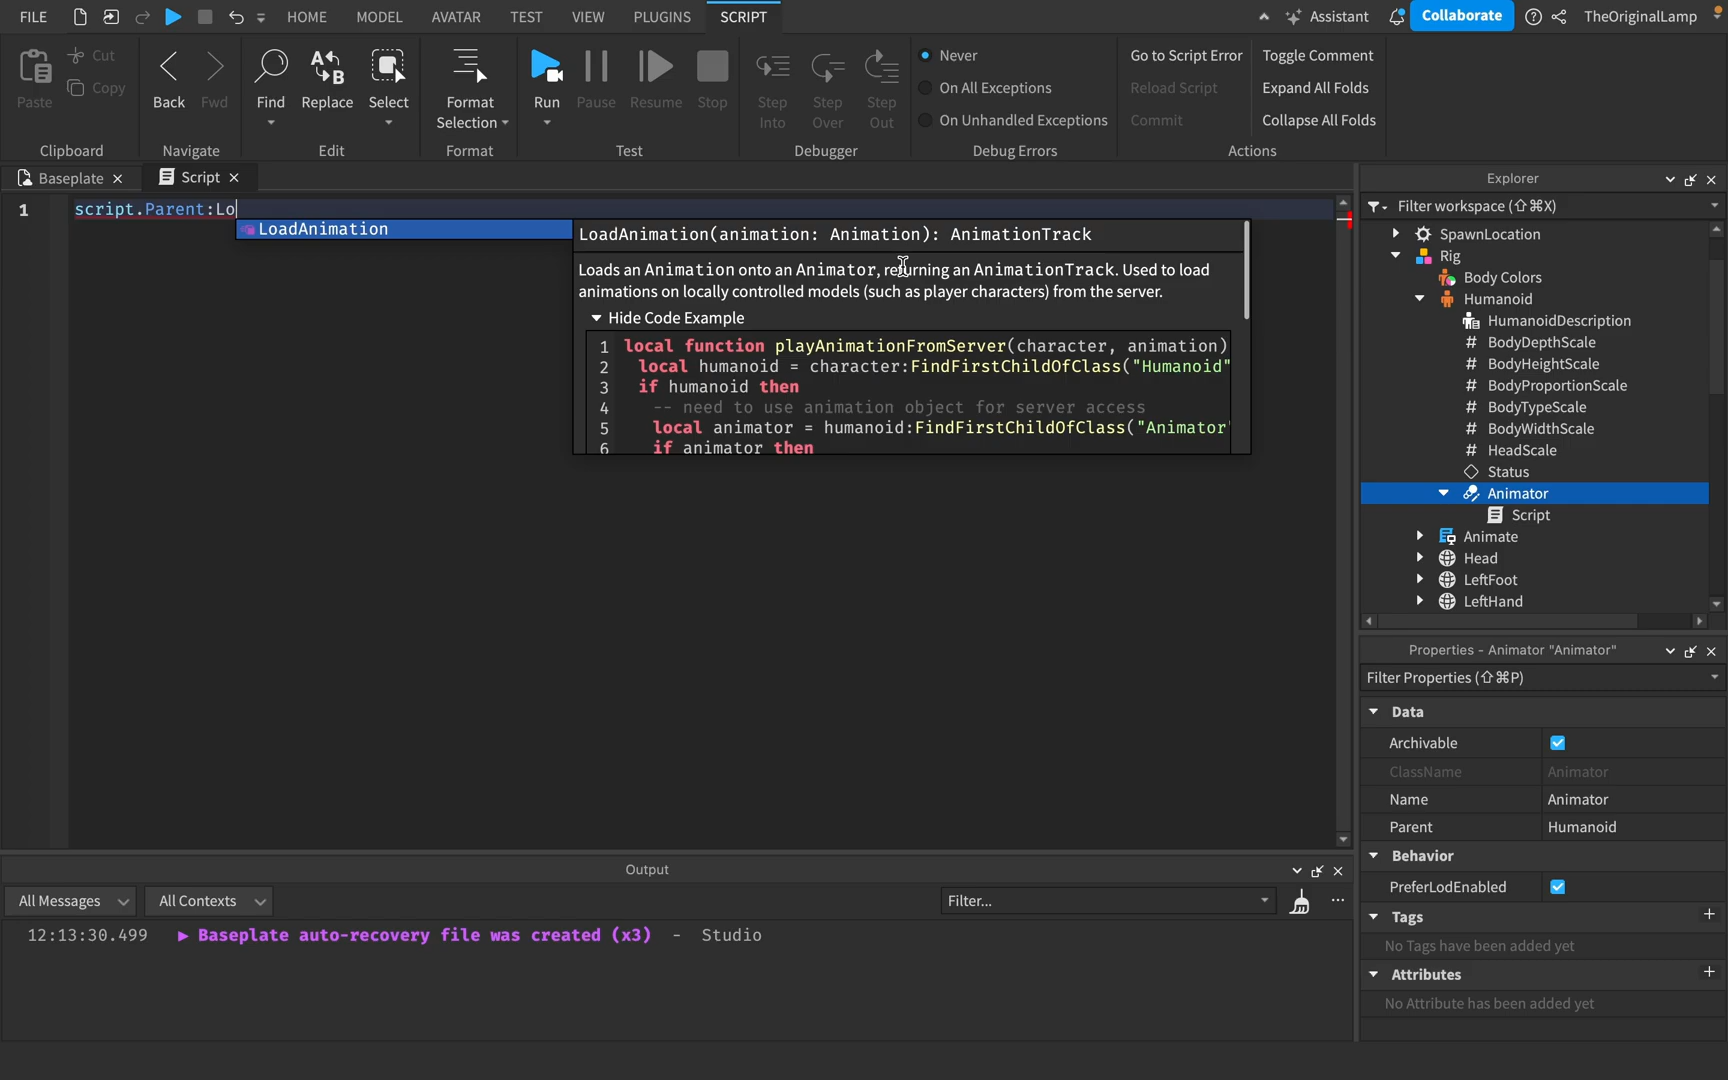 FILE
HOME
MODEL
AVATAR
TEST
VIEW
PLUGINS
SCRIPT
Assistant
Collaborate
TheOriginalLamp
Paste
Cut
Copy
Clipboard
Back
Fwd
Navigate
Find
Replace
Select
Edit
Format
Selection
Format
Run
Pause
Resume
Stop
Test
Step
Into
Step
Over
Step
Out
Debugger
Never
On All Exceptions
On Unhandled Exceptions
Debug Errors
Go to Script Error
Reload Script
Commit
Toggle Comment
Expand All Folds
Collapse All Folds
Actions
Baseplate
Script
1 script.Parent:Lo
LoadAnimation
LoadAnimation(animation: Animation): AnimationTrack
Loads an Animation onto an Animator, returning an AnimationTrack. Used to load
animations on locally controlled models (such as player characters) from the server.
Hide Code Example
1 local function playAnimationFromServer(character, animation)
2 local humanoid = character:FindFirstChildOfClass("Humanoid"
3 if humanoid then
4 -- need to use animation object for server access
5 local animator = humanoid:FindFirstChildOfClass("Animator'
6 if animator then
Explorer
Filter workspace (⇧⌘X)
SpawnLocation
Rig
Body Colors
Humanoid
HumanoidDescription
# BodyDepthScale
# BodyHeightScale
# BodyProportionScale
# BodyTypeScale
# BodyWidthScale
# HeadScale
Status
Animator
Script
Animate
Head
LeftFoot
LeftHand
Properties - Animator "Animator"
Filter Properties (⇧⌘P)
Data
Archivable
ClassName Animator
Name Animator
Parent Humanoid
Behavior
PreferLodEnabled
Tags
No Tags have been added yet
Attributes
No Attribute has been added yet
Output
All Messages
All Contexts
Filter...
12:13:30.499 ▶ Baseplate auto-recovery file was created (x3) - Studio